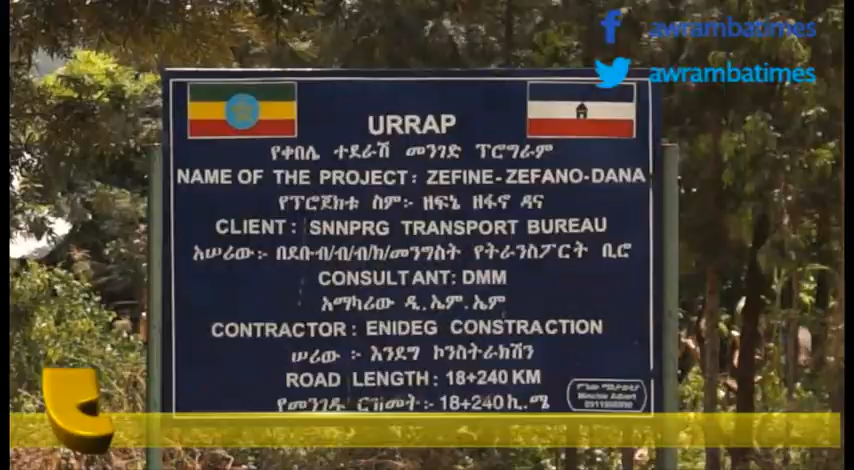 awrambatimes
awrambatimes
URRAP
የቀበሌ ተደራሽ መንገድ ፕሮግራም
NAME OF THE PROJECT: ZEFINE-ZEFANO-DANA
የፕሮጀክቱ ስም፡- ዘፍኔ ዘፋኖ ዳና
CLIENT: SNNPRG TRANSPORT BUREAU
አሠሪው፡- በደቡብ/ብ/ብ/ክ/መንግስት የትራንስፖርት ቢሮ
CONSULTANT: DMM
አማካሪው ዲ.ኤም.ኤም
CONTRACTOR: ENIDEG CONSTRACTION
ሠሪው ፡- እንደግ ኮንስትራክሽን
ROAD LENGTH: 18+240 KM
የመንገዱ ርዝመት፡- 18+240 ኪ.ሜ